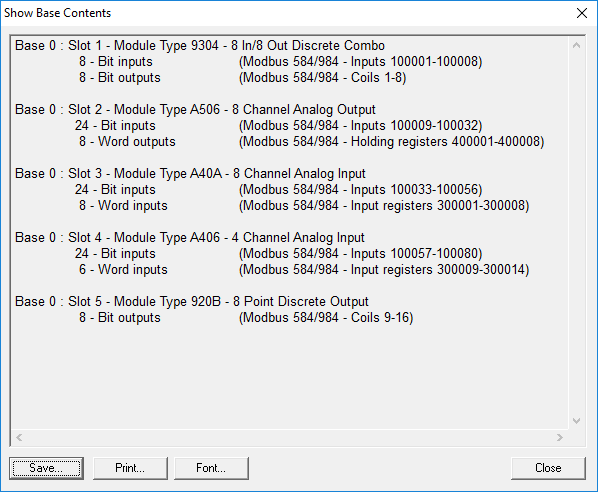 Show Base Contents
Base 0 : Slot 1 - Module Type 9304 - 8 In/8 Out Discrete Combo
8 - Bit inputs (Modbus 584/984 - Inputs 100001-100008)
8 - Bit outputs (Modbus 584/984 - Coils 1-8)
Base 0 : Slot 2 - Module Type A506 - 8 Channel Analog Output
24 - Bit inputs (Modbus 584/984 - Inputs 100009-100032)
8 - Word outputs (Modbus 584/984 - Holding registers 400001-400008)
Base 0 : Slot 3 - Module Type A40A - 8 Channel Analog Input
24 - Bit inputs (Modbus 584/984 - Inputs 100033-100056)
8 - Word inputs (Modbus 584/984 - Input registers 300001-300008)
Base 0 : Slot 4 - Module Type A406 - 4 Channel Analog Input
24 - Bit inputs (Modbus 584/984 - Inputs 100057-100080)
6 - Word inputs (Modbus 584/984 - Input registers 300009-300014)
Base 0 : Slot 5 - Module Type 920B - 8 Point Discrete Output
8 - Bit outputs (Modbus 584/984 - Coils 9-16)
Save... Print... Font... Close